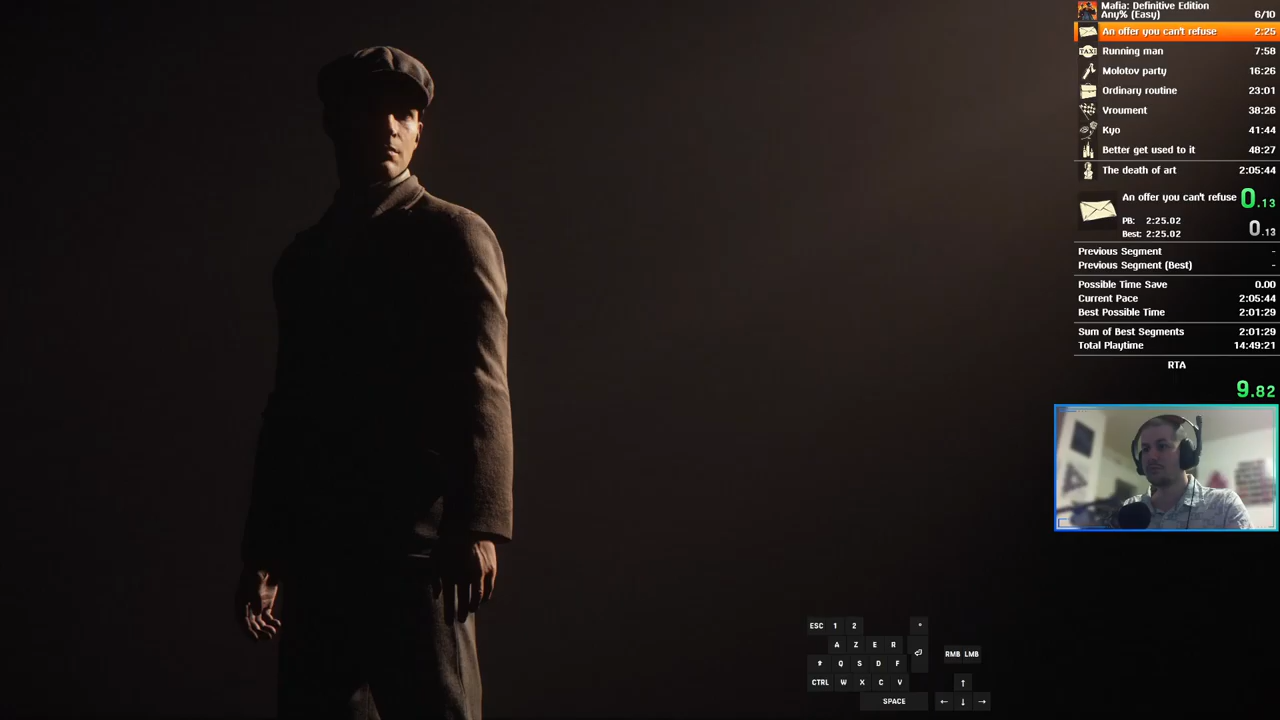 Mafia: Definitive Edition
Any% (Easy) 6/10
An offer you can't refuse 2:25
TAXI Running man 7:58
Molotov party 16:26
Ordinary routine 23:01
Vroument 38:26
Kyo 41:44
Better get used to it 48:27
The death of art 2:05:44
An offer you can't refuse 0.13
PB: 2:25.02
Best: 2:25.02 0.13
Previous Segment -
Previous Segment (Best) -
Possible Time Save 0.00
Current Pace 2:05:44
Best Possible Time 2:01:29
Sum of Best Segments 2:01:29
Total Playtime 14:49:21
RTA
9.82
ESC 1 2 °
A Z E R
Q S D F
RMB LMB
CTRL W X C V
↑
SPACE
← ↓ →